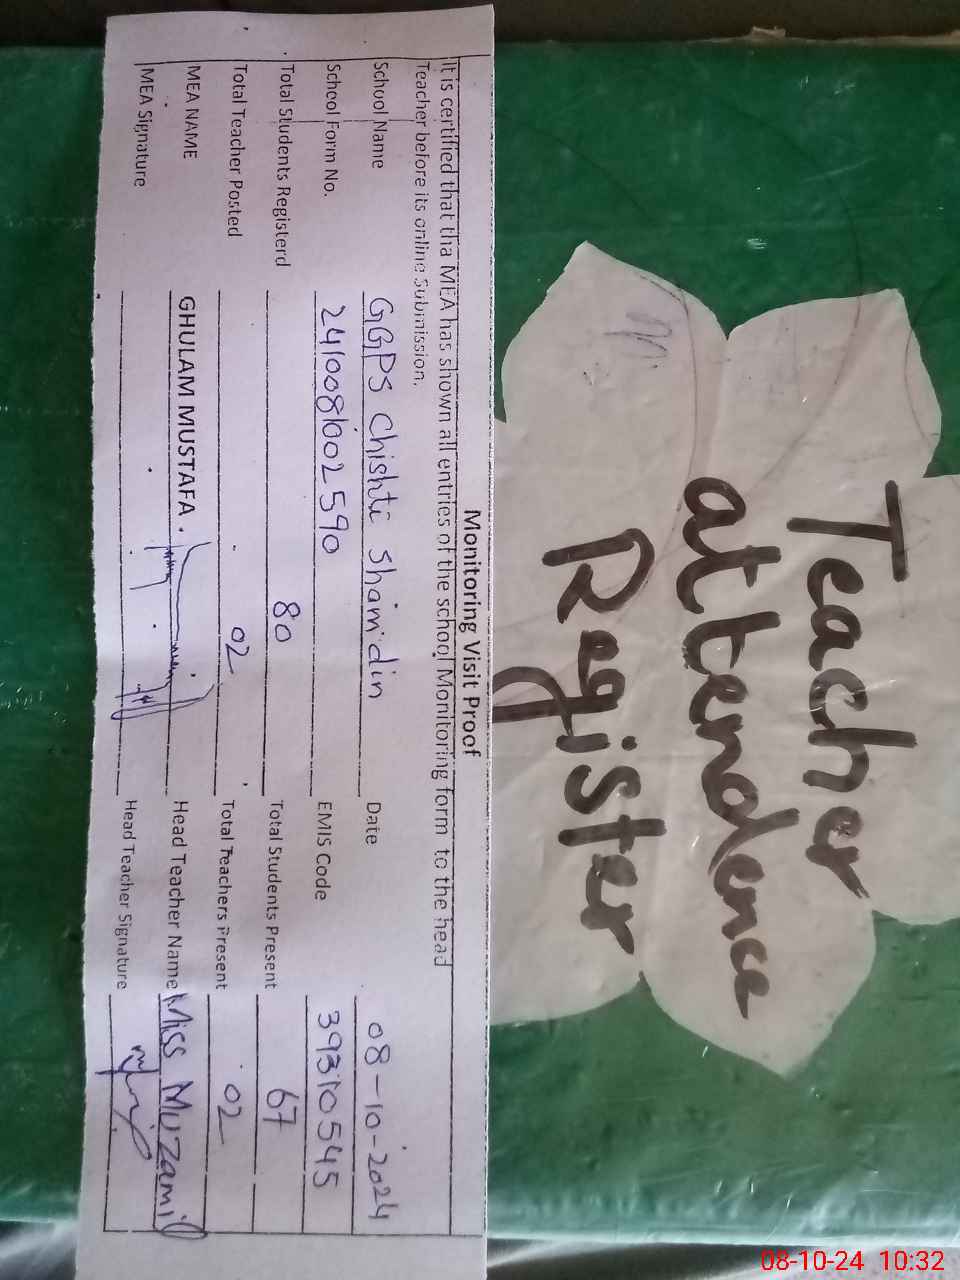 Teacher
attendence
Register
Monitoring Visit Proof
It is certified that tha MEA has shown all entries of the school Monitoring form to the head
Teacher before its online submission.
School Name GGPS Chishti Shamdin Date 08-10-2024
School Form No. 2410081002590 EMIS Code 39310545
Total Students Registerd 80 Total Students Present 67
Total Teacher Posted 02 Total Teachers Present 02
MEA NAME GHULAM MUSTAFA. Head Teacher Name Miss Muzamil
MEA Signature Head Teacher Signature
08-10-24 10:32